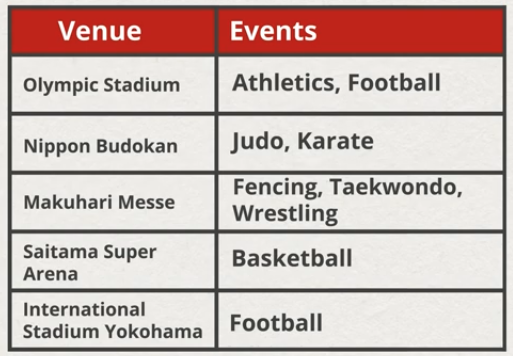 Venue Events
Olympic Stadium Athletics, Football
Nippon Budokan Judo, Karate
Makuhari Messe Fencing, Taekwondo,
Wrestling
Saitama Super
Arena Basketball
International
Stadium Yokohama Football